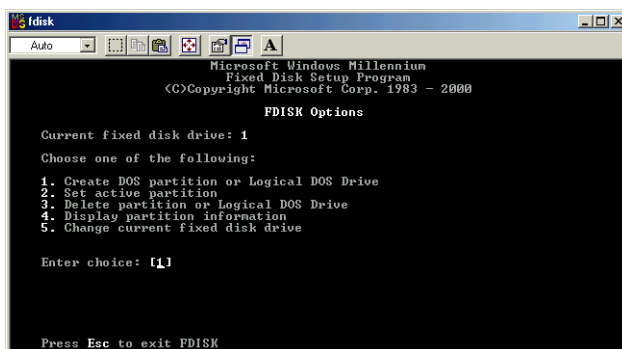 fdisk
Auto
A
Microsoft Windows Millennium
Fixed Disk Setup Program
(C)Copyright Microsoft Corp. 1983 - 2000
FDISK Options
Current fixed disk drive: 1
Choose one of the following:
1. Create DOS partition or Logical DOS Drive
2. Set active partition
3. Delete partition or Logical DOS Drive
4. Display partition information
5. Change current fixed disk drive
Enter choice: [1]
Press Esc to exit FDISK